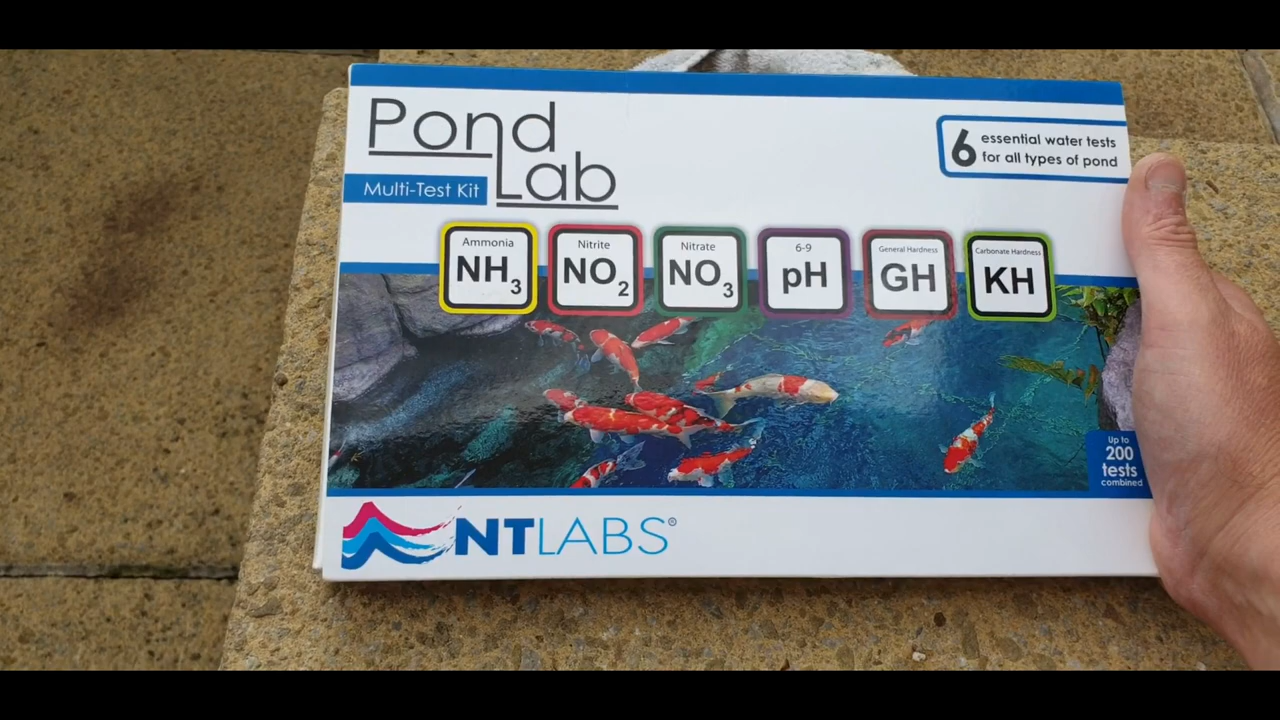 Pond
Lab
Multi-Test Kit
6 essential water tests
for all types of pond
Ammonia
NH3
Nitrite
NO2
Nitrate
NO3
6-9
pH
General Hardness
GH
Carbonate Hardness
KH
Up to
200
tests
combined
NTLABS®